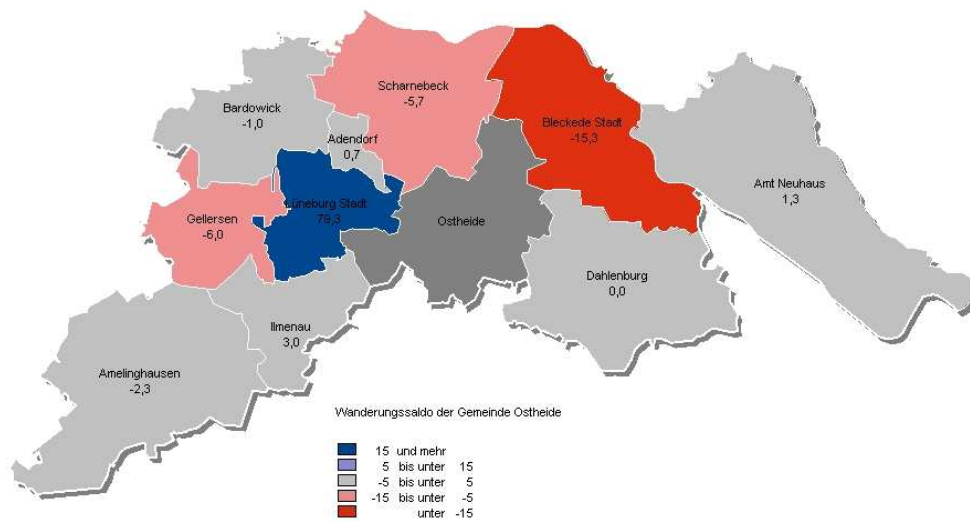 Scharnebeck
-5,7
Bardowick
-1,0
Adendorf
0,7
Bleckede Stadt
-15,3
Amt Neuhaus
1,3
Lüneburg Stadt
79,3
Gellersen
-6,0
Ostheide
Dahlenburg
0,0
Ilmenau
3,0
Amelinghausen
-2,3
Wanderungssaldo der Gemeinde Ostheide
15 und mehr
5 bis unter 15
-5 bis unter 5
-15 bis unter -5
unter -15